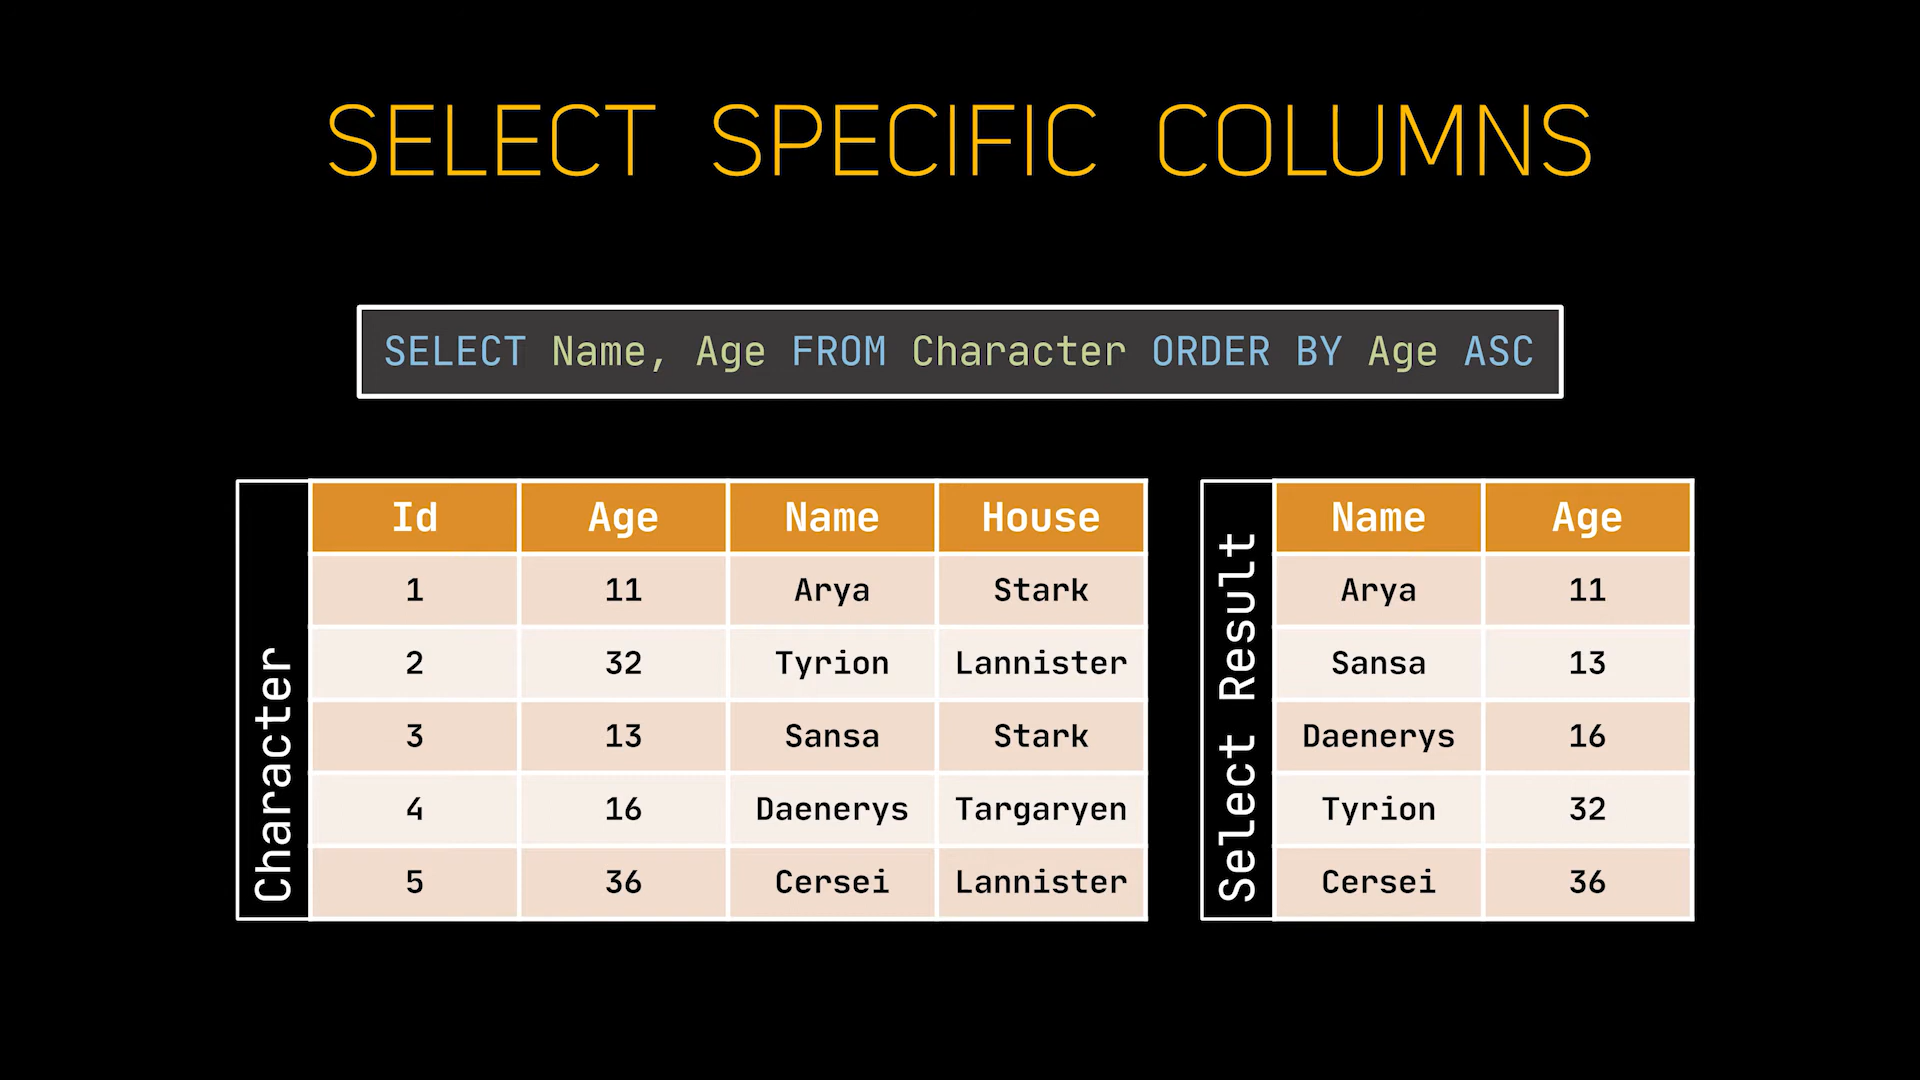 SELECT SPECIFIC COLUMNS
SELECT Name, Age FROM Character ORDER BY Age ASC
Character
Id Age Name House
1 11 Arya Stark
2 32 Tyrion Lannister
3 13 Sansa Stark
4 16 Daenerys Targaryen
5 36 Cersei Lannister
Select Result
Name Age
Arya 11
Sansa 13
Daenerys 16
Tyrion 32
Cersei 36